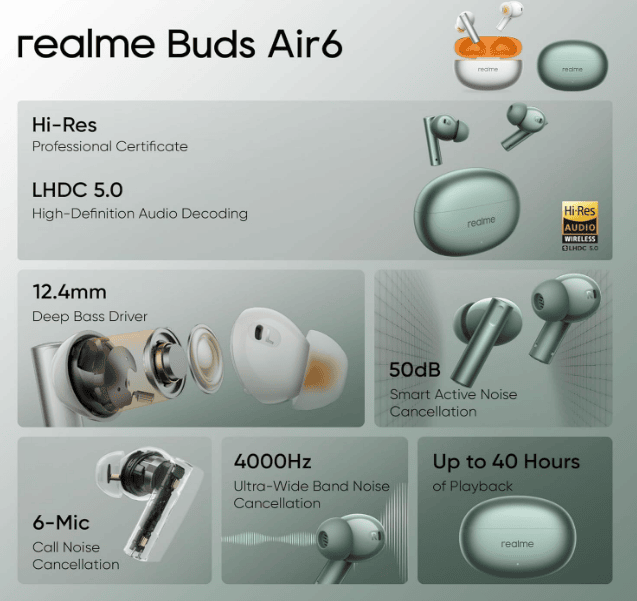 realme Buds Air6
realme
realme
Hi-Res
Professional Certificate
LHDC 5.0
High-Definition Audio Decoding
realme
Hi-Res
AUDIO
WIRELESS
LHDC 5.0
12.4mm
Deep Bass Driver
50dB
Smart Active Noise
Cancellation
6-Mic
Call Noise
Cancellation
4000Hz
Ultra-Wide Band Noise
Cancellation
Up to 40 Hours
of Playback
realme